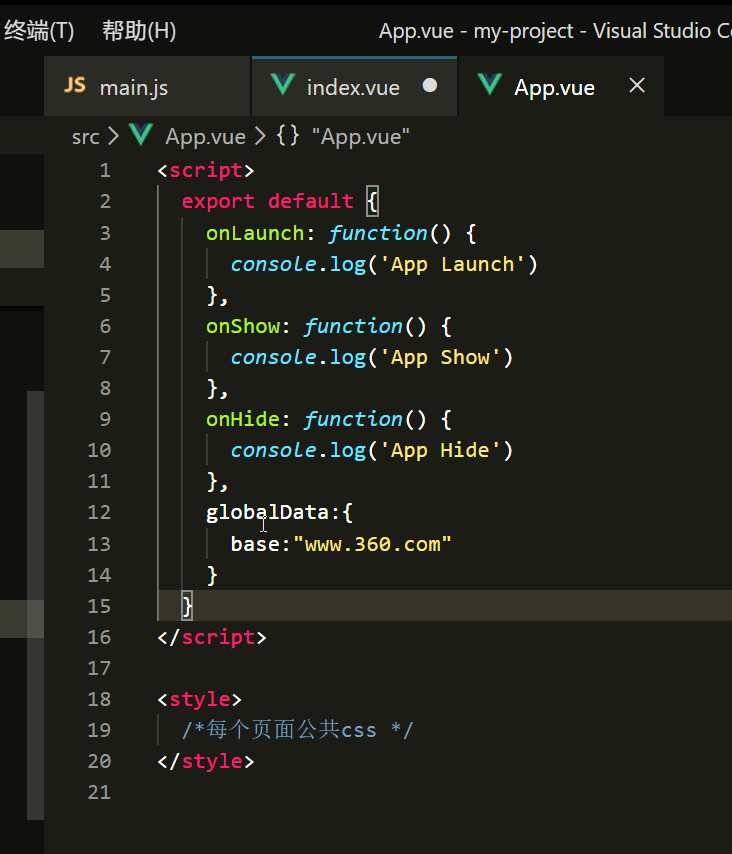 终端(T) 帮助(H) App.vue - my-project - Visual Studio Co
JS main.js index.vue App.vue
src > App.vue > {} "App.vue"
1 <script>
2 export default {
3 onLaunch: function() {
4 console.log('App Launch')
5 },
6 onShow: function() {
7 console.log('App Show')
8 },
9 onHide: function() {
10 console.log('App Hide')
11 },
12 globalData:{
13 base:"www.360.com"
14 }
15 }
16 </script>
17
18 <style>
19 /*每个页面公共css */
20 </style>
21